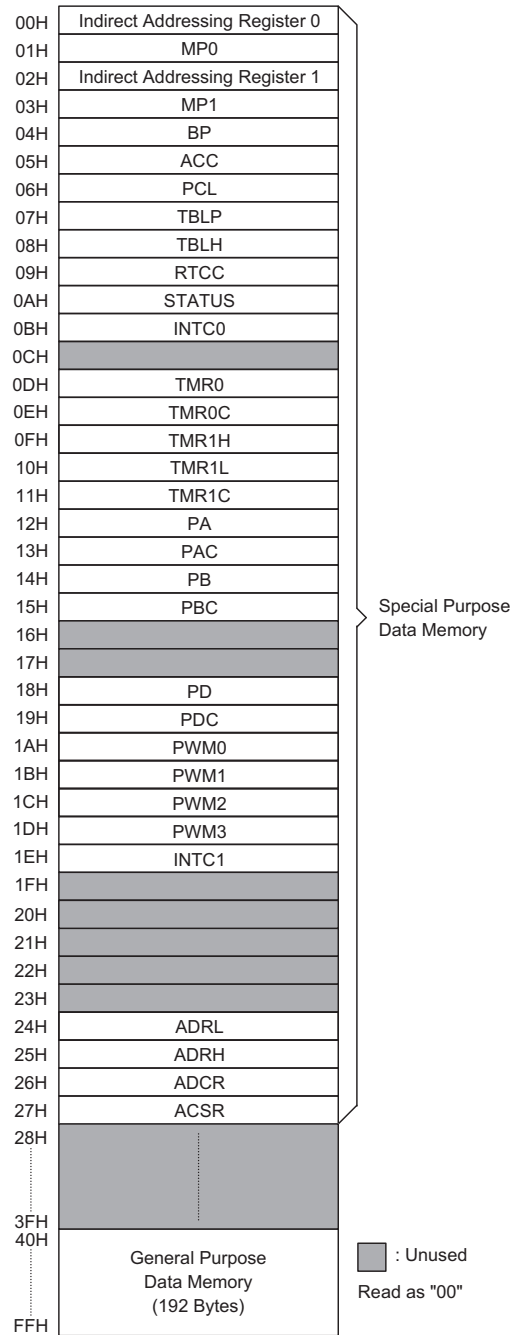 00H Indirect Addressing Register 0
01H MP0
02H Indirect Addressing Register 1
03H MP1
04H BP
05H ACC
06H PCL
07H TBLP
08H TBLH
09H RTCC
0AH STATUS
0BH INTC0
0CH
0DH TMR0
0EH TMR0C
0FH TMR1H
10H TMR1L
11H TMR1C
12H PA
13H PAC
14H PB
15H PBC
Special Purpose
Data Memory
16H
17H
18H PD
19H PDC
1AH PWM0
1BH PWM1
1CH PWM2
1DH PWM3
1EH INTC1
1FH
20H
21H
22H
23H
24H ADRL
25H ADRH
26H ADCR
27H ACSR
28H
3FH
40H
General Purpose
Data Memory
(192 Bytes)
FFH
: Unused
Read as "00"